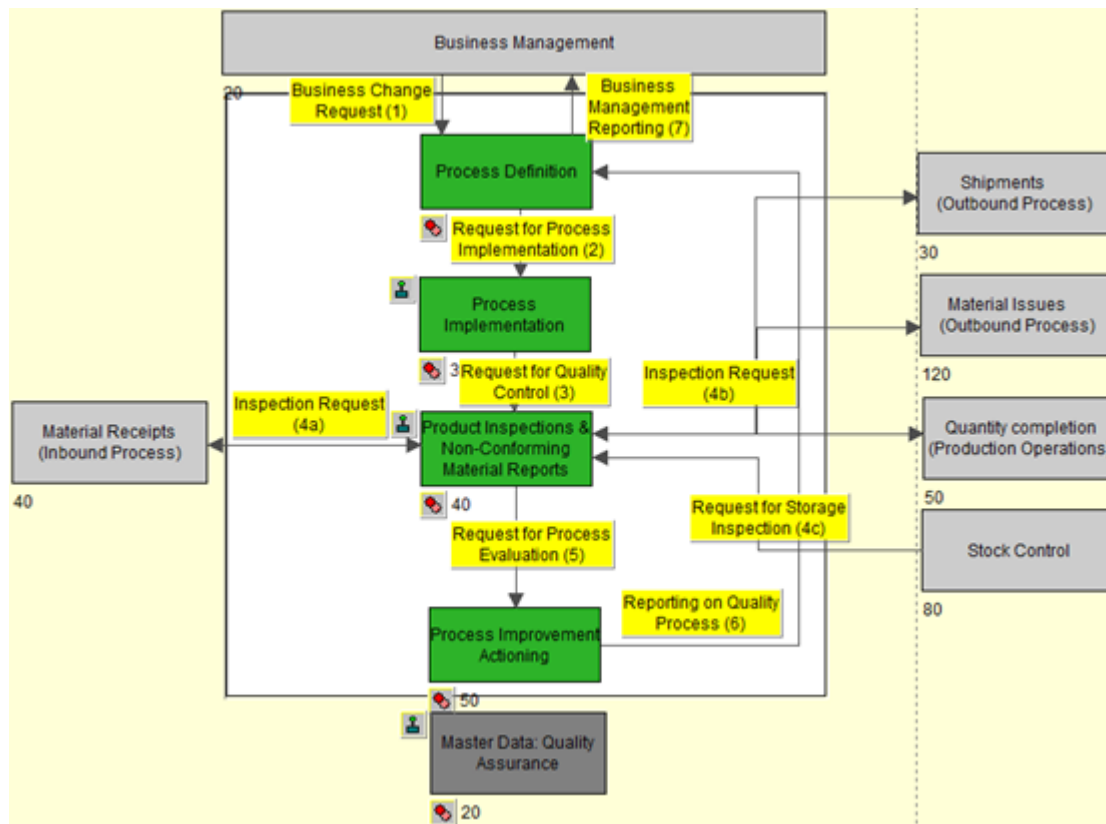 Business Management
20
Business Change
Request (1)
Business
Management
Reporting (7)
Process Definition
Shipments
(Outbound Process)
30
Request for Process
Implementation (2)
Process
Implementation
Material Issues
(Outbound Process)
120
3
Request for Quality
Control (3)
Inspection Request
(4b)
Inspection Request
(4a)
Material Receipts
(Inbound Process)
40
Product Inspections &
Non-Conforming
Material Reports
40
Quantity completion
(Production Operations
50
Request for Storage
Inspection (4c)
Stock Control
80
Request for Process
Evaluation (5)
Reporting on Quality
Process (6)
Process Improvement
Actioning
50
Master Data: Quality
Assurance
20